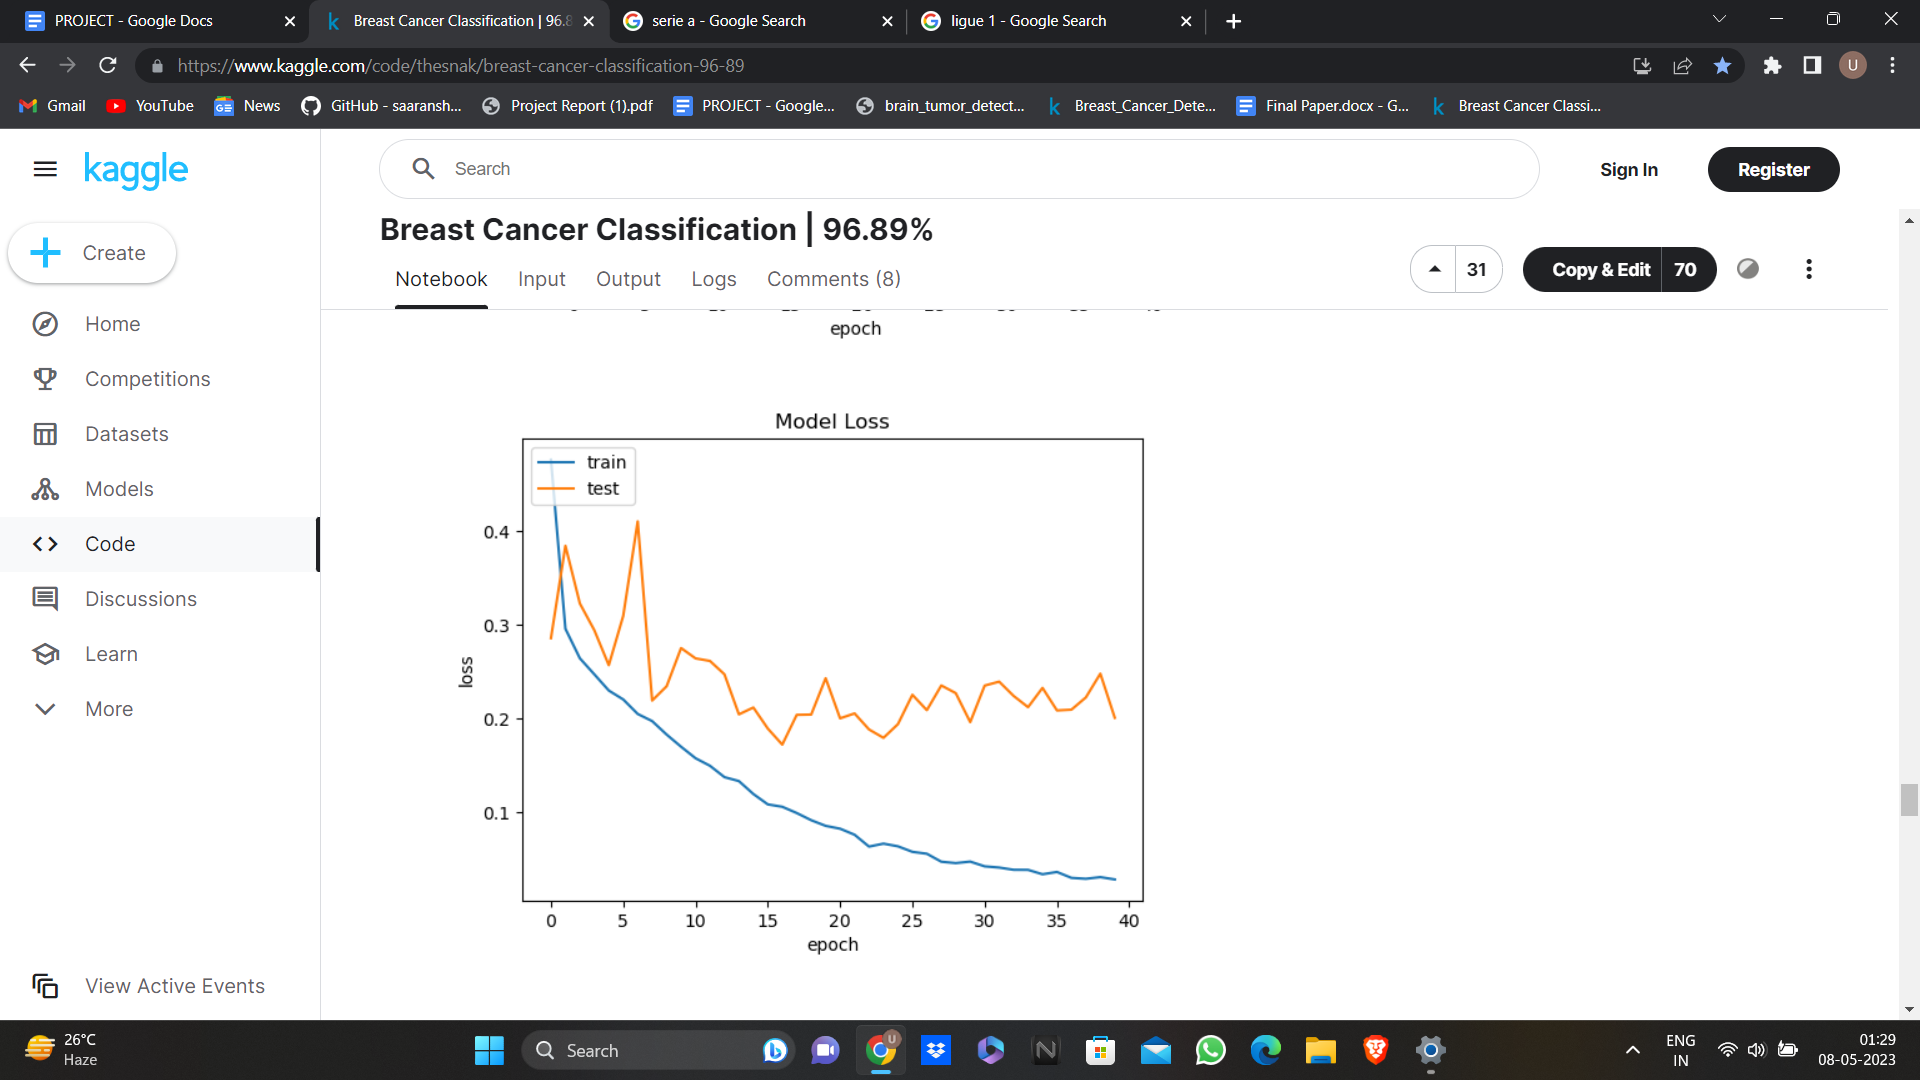 PROJECT - Google Docs
Breast Cancer Classification | 96.8
serie a - Google Search
ligue 1 - Google Search
https://www.kaggle.com/code/thesnak/breast-cancer-classification-96-89
U
Gmail
YouTube
News
GitHub - saaransh...
Project Report (1).pdf
PROJECT - Google...
brain_tumor_detect...
Breast_Cancer_Dete...
Final Paper.docx - G...
Breast Cancer Classi...
kaggle
Search
Sign In
Register
Create
Home
Competitions
Datasets
Models
Code
Discussions
Learn
More
View Active Events
Breast Cancer Classification | 96.89%
Notebook
Input
Output
Logs
Comments (8)
31
Copy & Edit
70
epoch
Model Loss
train
test
loss
0.4
0.3
0.2
0.1
0 5 10 15 20 25 30 35 40
epoch
26°C
Haze
Search
U
ENG
IN
01:29
08-05-2023